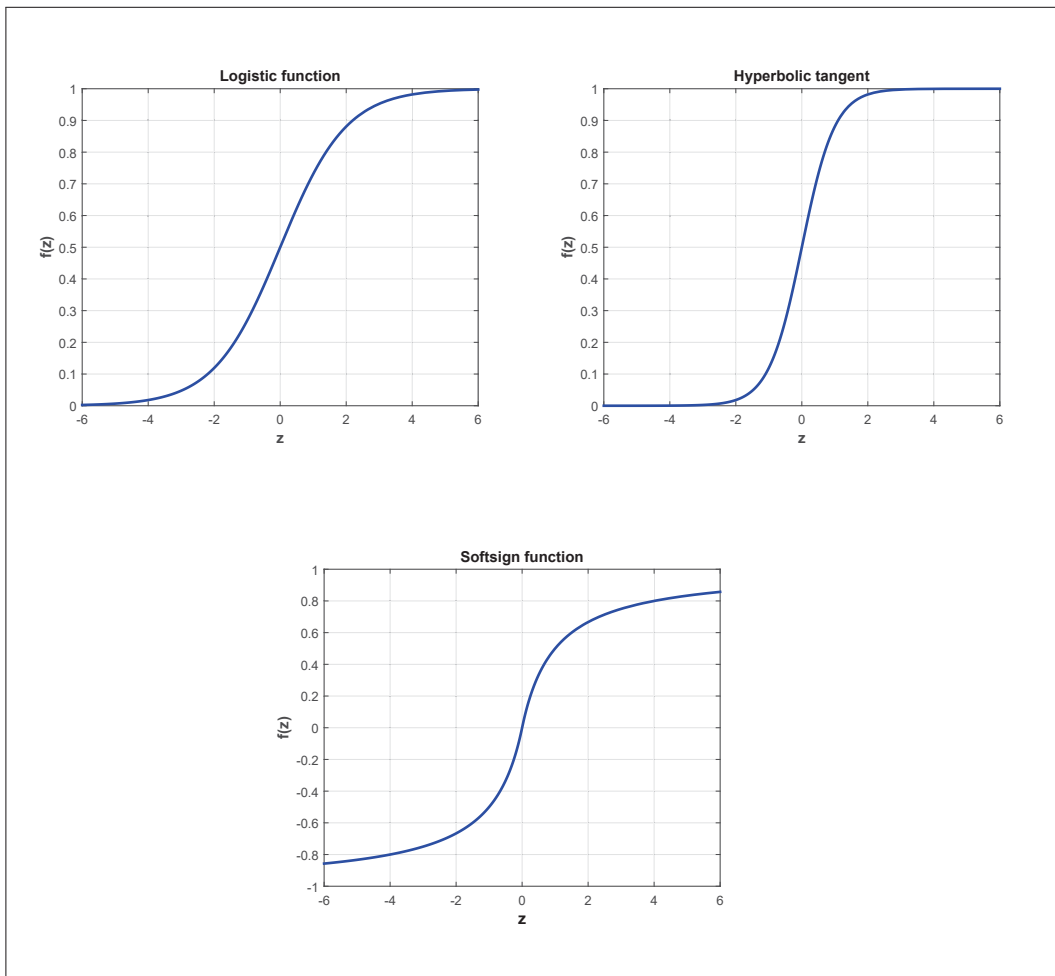 Logistic function
1
0.9
0.8
0.7
0.6
0.5
0.4
0.3
0.2
0.1
0
f(z)
-6 -4 -2 0 2 4 6
z
Hyperbolic tangent
1
0.9
0.8
0.7
0.6
0.5
0.4
0.3
0.2
0.1
0
f(z)
-6 -4 -2 0 2 4 6
z
Softsign function
1
0.8
0.6
0.4
0.2
0
-0.2
-0.4
-0.6
-0.8
-1
f(z)
-6 -4 -2 0 2 4 6
z